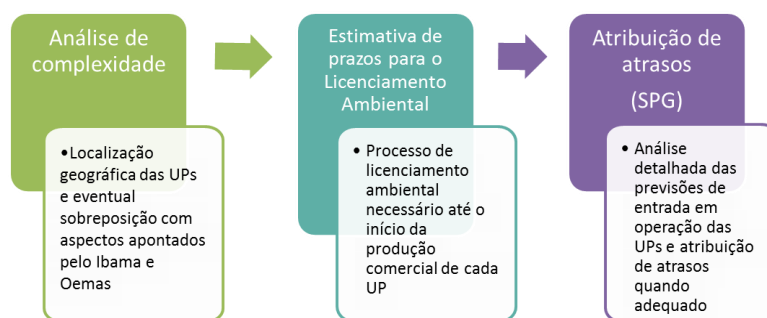 Análise de
complexidade
•Localização
geográfica das UPs
e eventual
sobreposição com
aspectos apontados
pelo Ibama e
Oemas
Estimativa de
prazos para o
Licenciamento
Ambiental
• Processo de
licenciamento
ambiental
necessário até o
início da
produção
comercial de cada
UP
Atribuição de
atrasos
(SPG)
• Análise
detalhada das
previsões de
entrada em
operação das
UPs e atribuição
de atrasos
quando
adequado